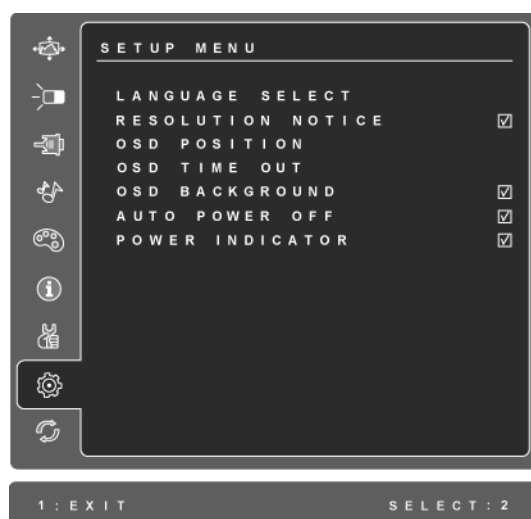 SETUP MENU
LANGUAGE SELECT
RESOLUTION NOTICE
OSD POSITION
OSD TIME OUT
OSD BACKGROUND
AUTO POWER OFF
POWER INDICATOR
1:EXIT SELECT:2